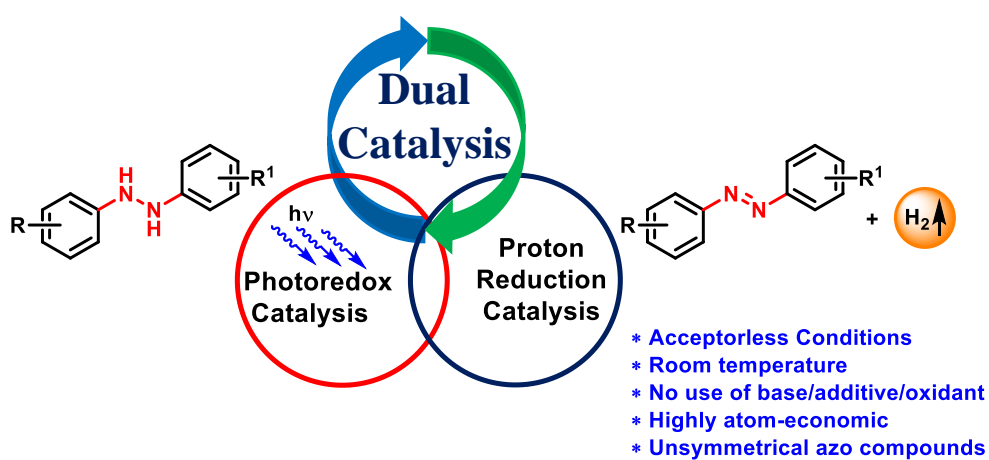 Dual
Catalysis
H
N
N
H
R
R¹
hν
Photoredox
Catalysis
Proton
Reduction
Catalysis
R
N
N
R¹
+
H₂
* Acceptorless Conditions
* Room temperature
* No use of base/additive/oxidant
* Highly atom-economic
* Unsymmetrical azo compounds